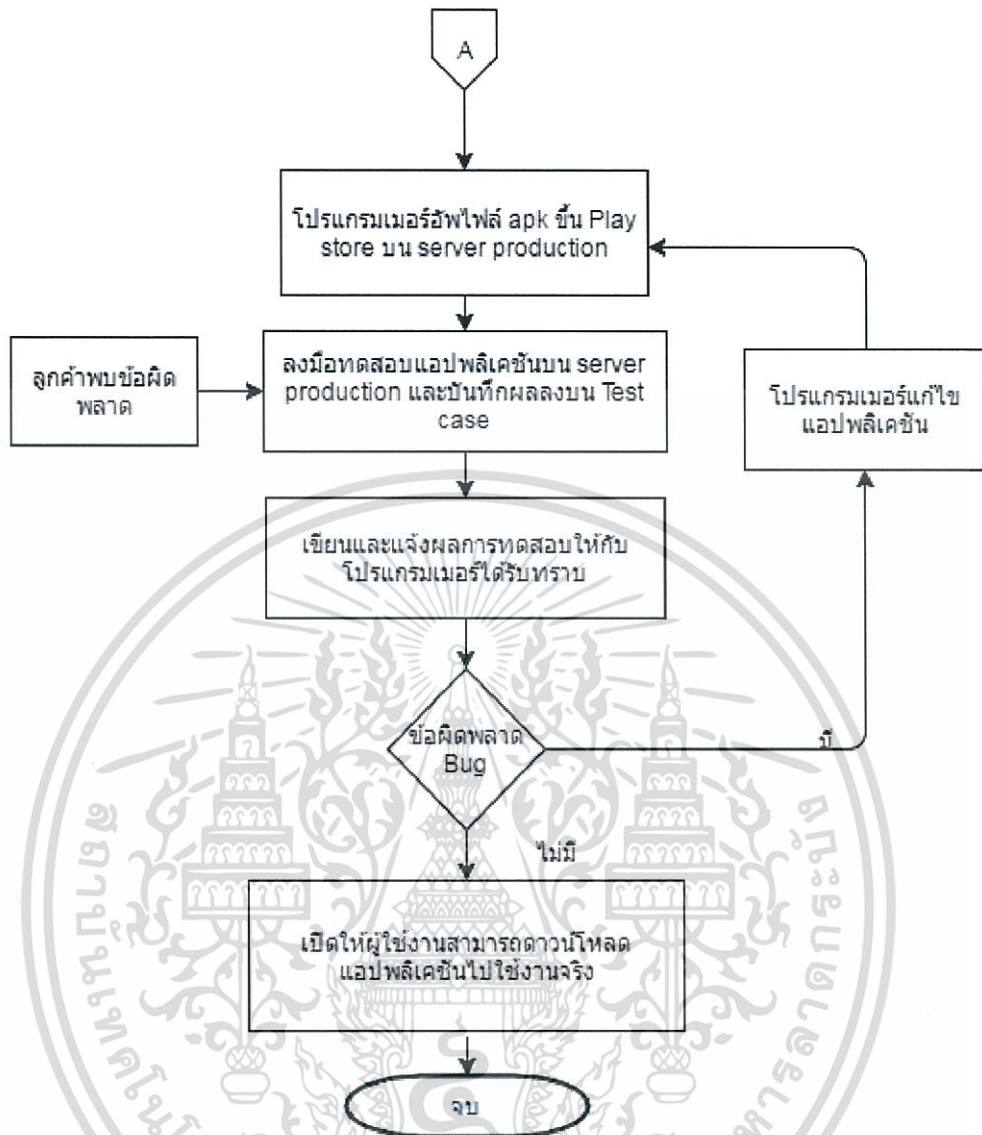 A
โปรแกรมเมอร์อัพไฟล์ apk ขึ้น Play
store บน server production
ลูกค้าพบข้อผิด
พลาด
ลงมือทดสอบแอปพลิเคชันบน server
production และบันทึกผลลงบน Test
case
โปรแกรมเมอร์แก้ไข
แอปพลิเคชัน
เขียนและแจ้งผลการทดสอบให้กับ
โปรแกรมเมอร์ได้รับทราบ
ข้อผิดพลาด
Bug
มี
ไม่มี
เปิดให้ผู้ใช้งานสามารถดาวน์โหลด
แอปพลิเคชันไปใช้งานจริง
จบ